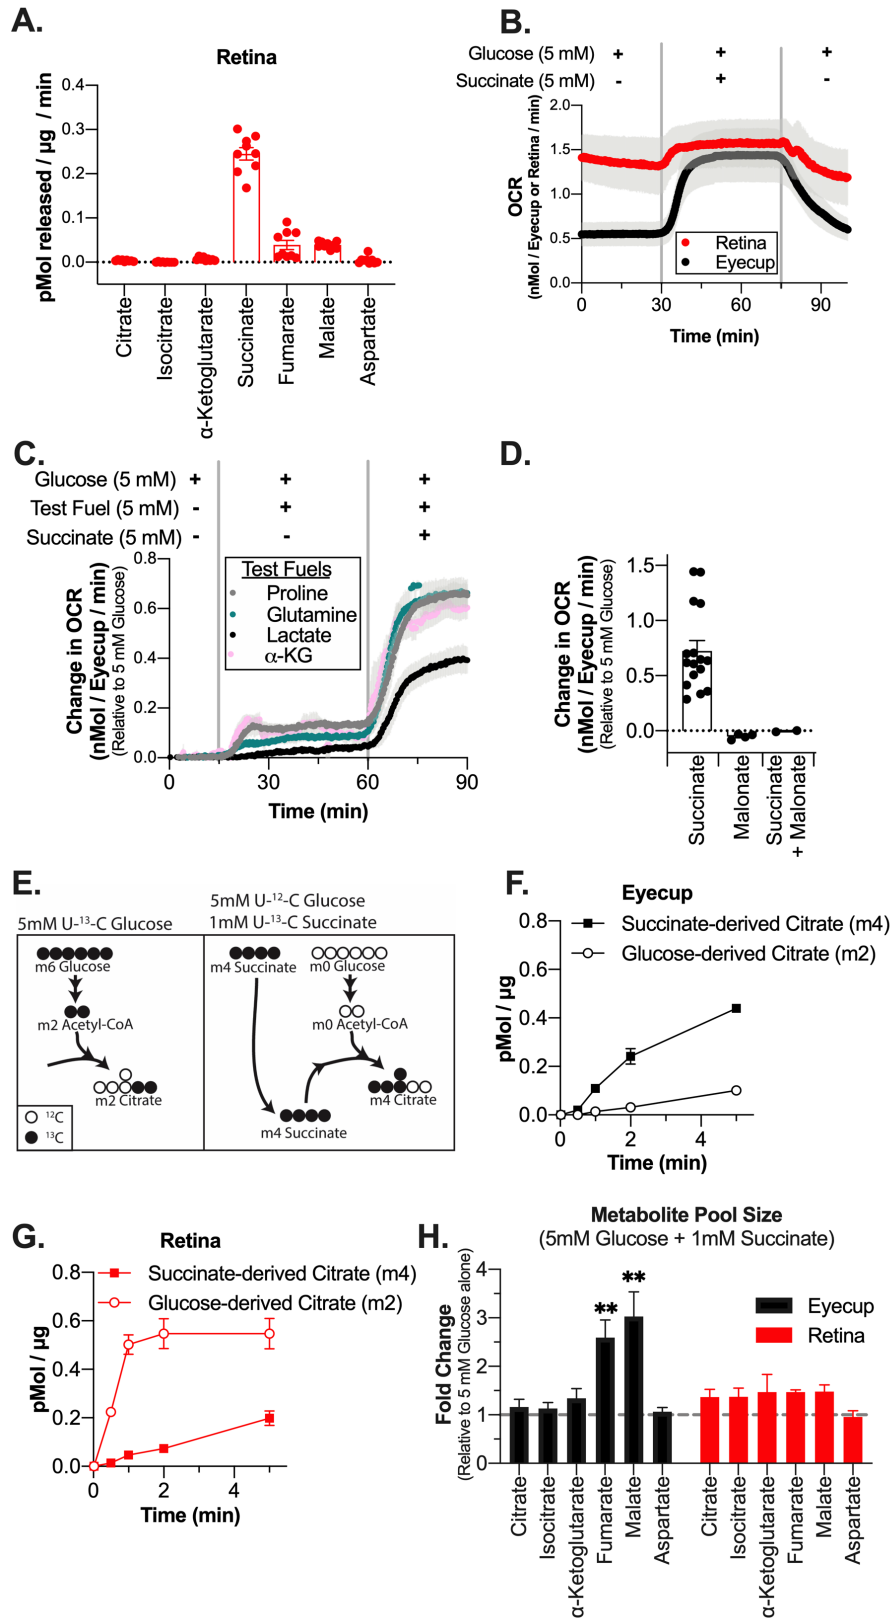 A.
Retina
pMol released / µg / min
0.4
0.3
0.2
0.1
0.0
Citrate
Isocitrate
α-Ketoglutarate
Succinate
Fumarate
Malate
Aspartate
B.
Glucose (5 mM) + + +
Succinate (5 mM) - + -
OCR
(nMol / Eyecup or Retina / min)
2.0
1.5
1.0
0.5
0.0
Retina
Eyecup
0 30 60 90
Time (min)
C.
Glucose (5 mM) + + +
Test Fuel (5 mM) - + +
Succinate (5 mM) - - +
Change in OCR
(nMol / Eyecup / min)
(Relative to 5 mM Glucose)
0.8
0.6
0.4
0.2
0.0
Test Fuels
Proline
Glutamine
Lactate
α-KG
0 30 60 90
Time (min)
D.
Change in OCR
(nMol / Eyecup / min)
(Relative to 5 mM Glucose)
1.5
1.0
0.5
0.0
Succinate
Malonate
Succinate
+ Malonate
E.
5mM U-¹³-C Glucose
5mM U-¹²-C Glucose
1mM U-¹³-C Succinate
m6 Glucose
m2 Acetyl-CoA
m2 Citrate
¹²C
¹³C
m4 Succinate
m0 Glucose
m0 Acetyl-CoA
m4 Citrate
m4 Succinate
F.
Eyecup
Succinate-derived Citrate (m4)
Glucose-derived Citrate (m2)
pMol / µg
0.8
0.6
0.4
0.2
0.0
0 2 4
Time (min)
G.
Retina
Succinate-derived Citrate (m4)
Glucose-derived Citrate (m2)
pMol / µg
0.8
0.6
0.4
0.2
0.0
0 2 4
Time (min)
H.
Metabolite Pool Size
(5mM Glucose + 1mM Succinate)
Fold Change
(Relative to 5 mM Glucose alone)
4
3
2
1
0
**
**
Eyecup
Retina
Citrate
Isocitrate
α-Ketoglutarate
Fumarate
Malate
Aspartate
Citrate
Isocitrate
α-Ketoglutarate
Fumarate
Malate
Aspartate